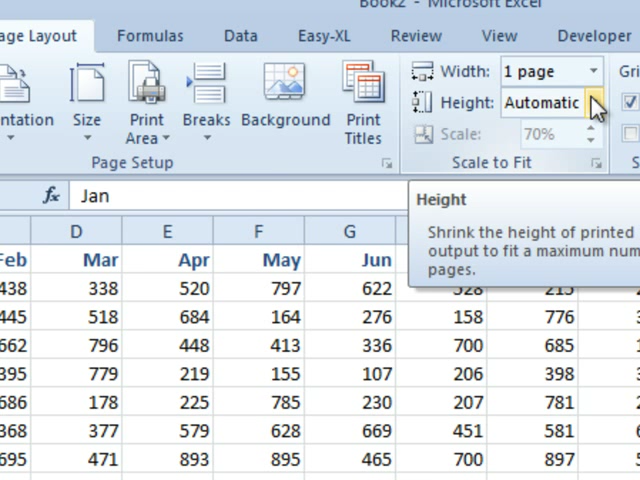 Book2 - Microsoft Excel
age Layout Formulas Data Easy-XL Review View Developer
Width: 1 page Gri
Height: Automatic
Scale: 70%
ntation Size Print Area Breaks Background Print Titles
Page Setup Scale to Fit S
fx Jan
Height
Shrink the height of printed
output to fit a maximum num
pages.
D E F G
Feb Mar Apr May Jun
438 338 520 797 622 328 215
445 518 684 164 276 158 776
662 796 448 413 336 700 685
395 779 219 155 107 206 398
686 178 225 785 230 207 781
368 377 579 628 669 451 581
695 471 893 895 465 700 897